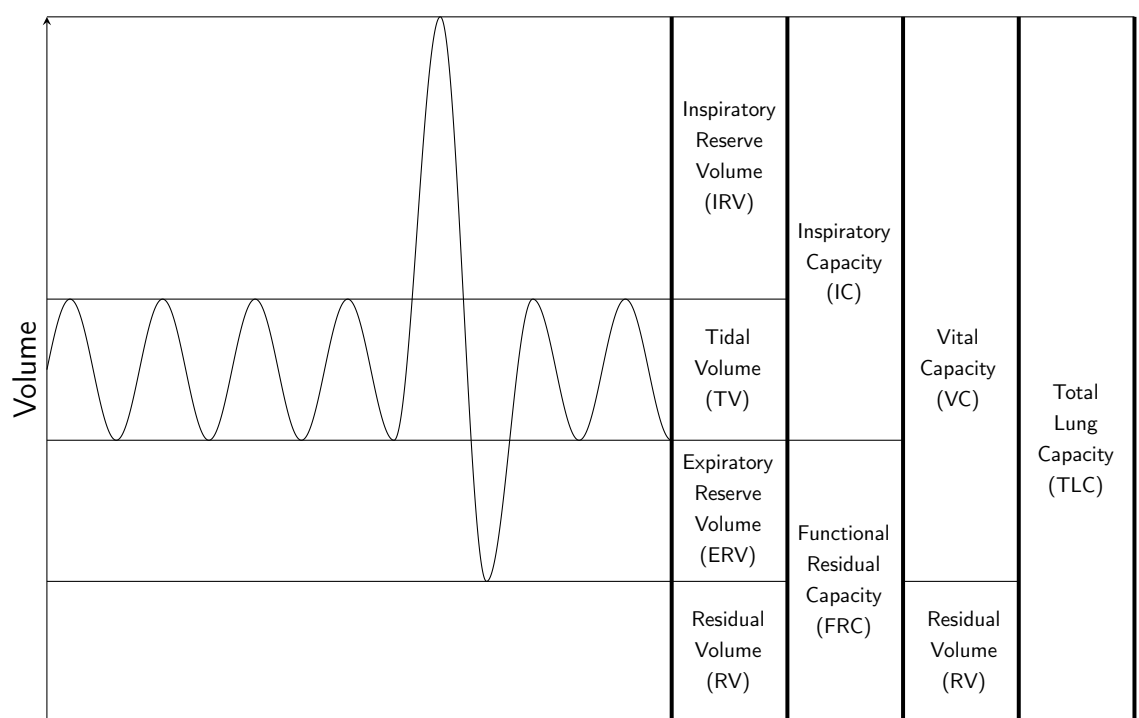 Volume
Inspiratory
Reserve
Volume
(IRV)
Tidal
Volume
(TV)
Expiratory
Reserve
Volume
(ERV)
Residual
Volume
(RV)
Inspiratory
Capacity
(IC)
Functional
Residual
Capacity
(FRC)
Vital
Capacity
(VC)
Residual
Volume
(RV)
Total
Lung
Capacity
(TLC)